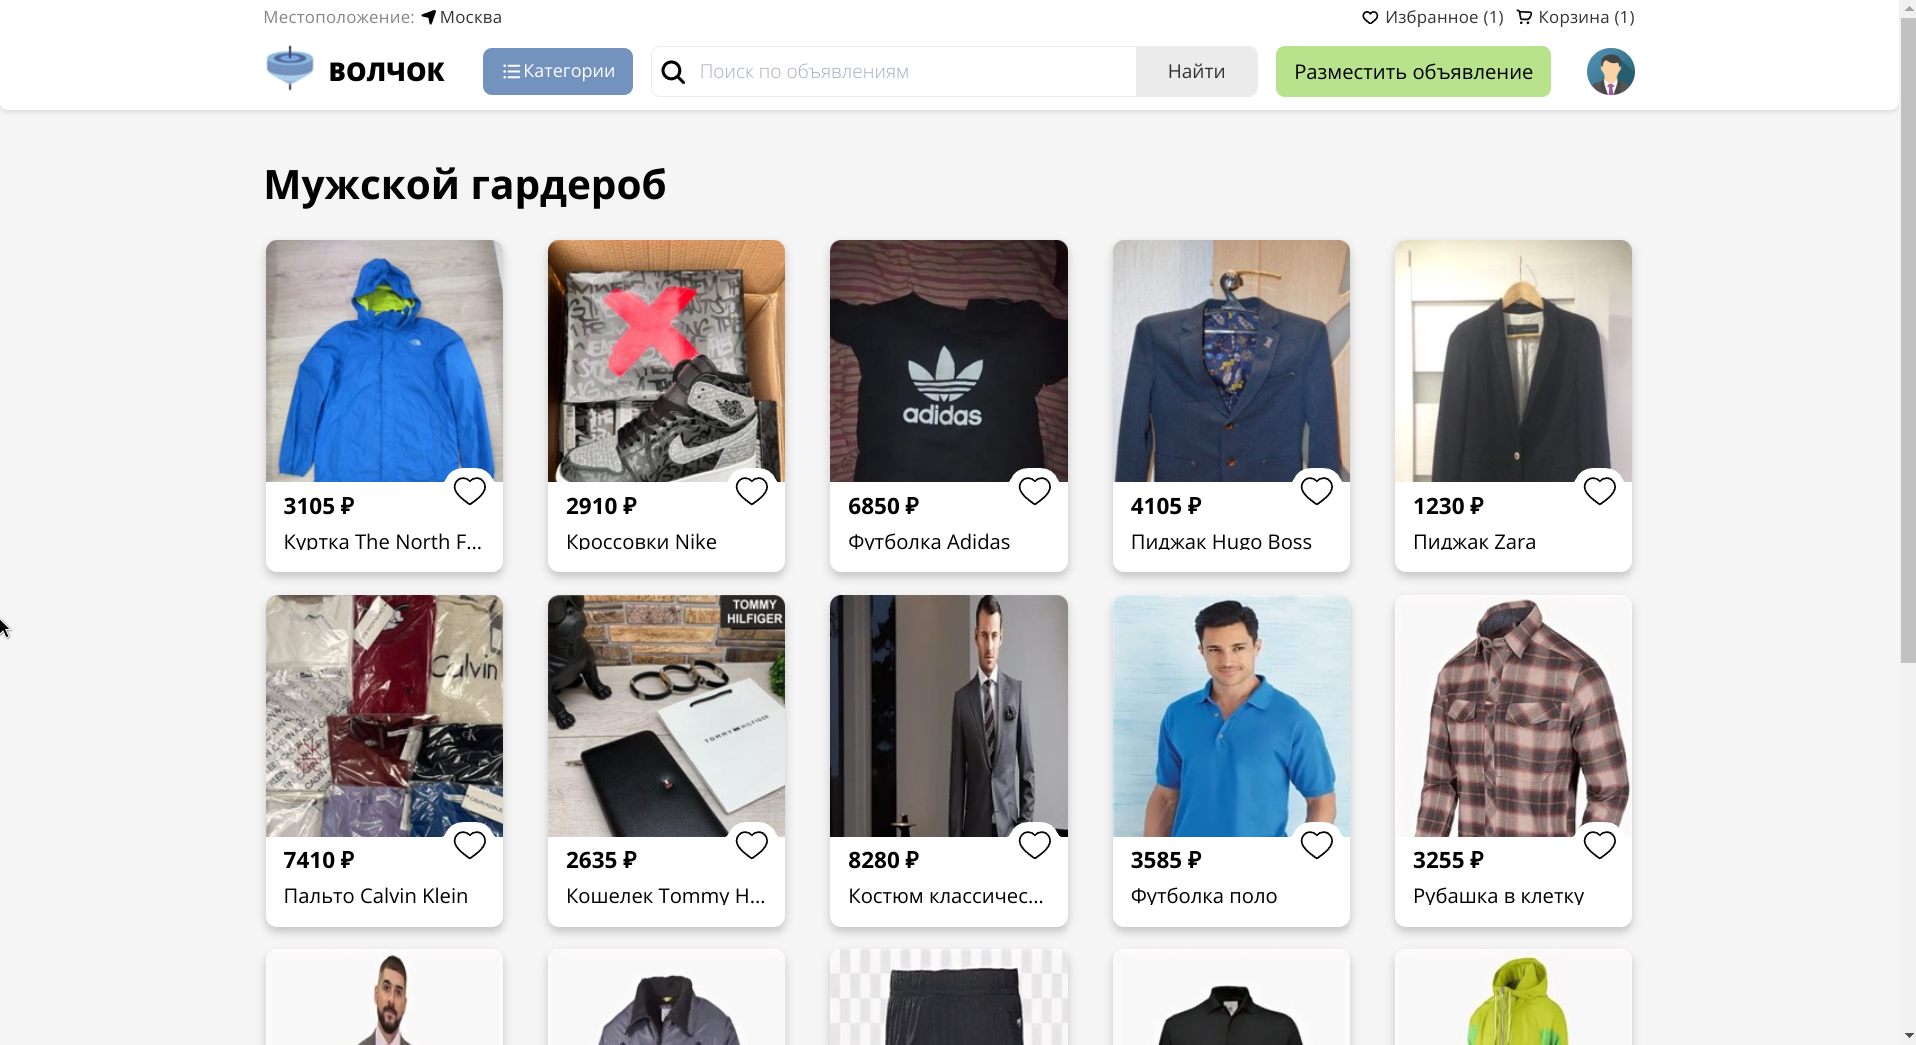 Местоположение: Москва
Избранное (1) Корзина (1)
ВОЛЧОК
Категории
Поиск по объявлениям
Найти
Разместить объявление
Мужской гардероб
adidas
3105 ₽
Куртка The North F...
2910 ₽
Кроссовки Nike
6850 ₽
Футболка Adidas
4105 ₽
Пиджак Hugo Boss
1230 ₽
Пиджак Zara
Calvin
TOMMY
HILFIGER
TOMMY HILFIGER
7410 ₽
Пальто Calvin Klein
2635 ₽
Кошелек Tommy H...
8280 ₽
Костюм классичес...
3585 ₽
Футболка поло
3255 ₽
Рубашка в клетку